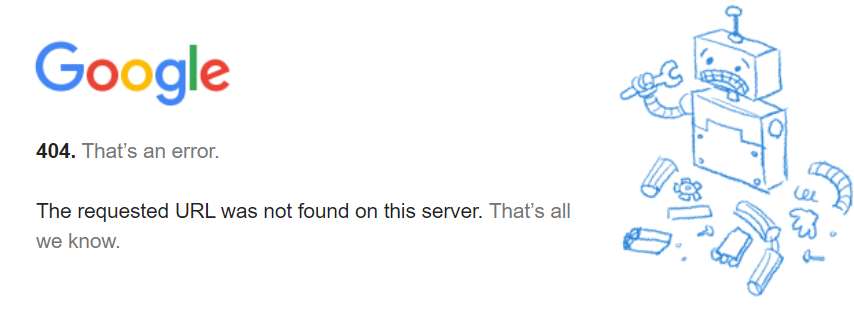 Google
404. That’s an error.
The requested URL was not found on this server. That’s all
we know.